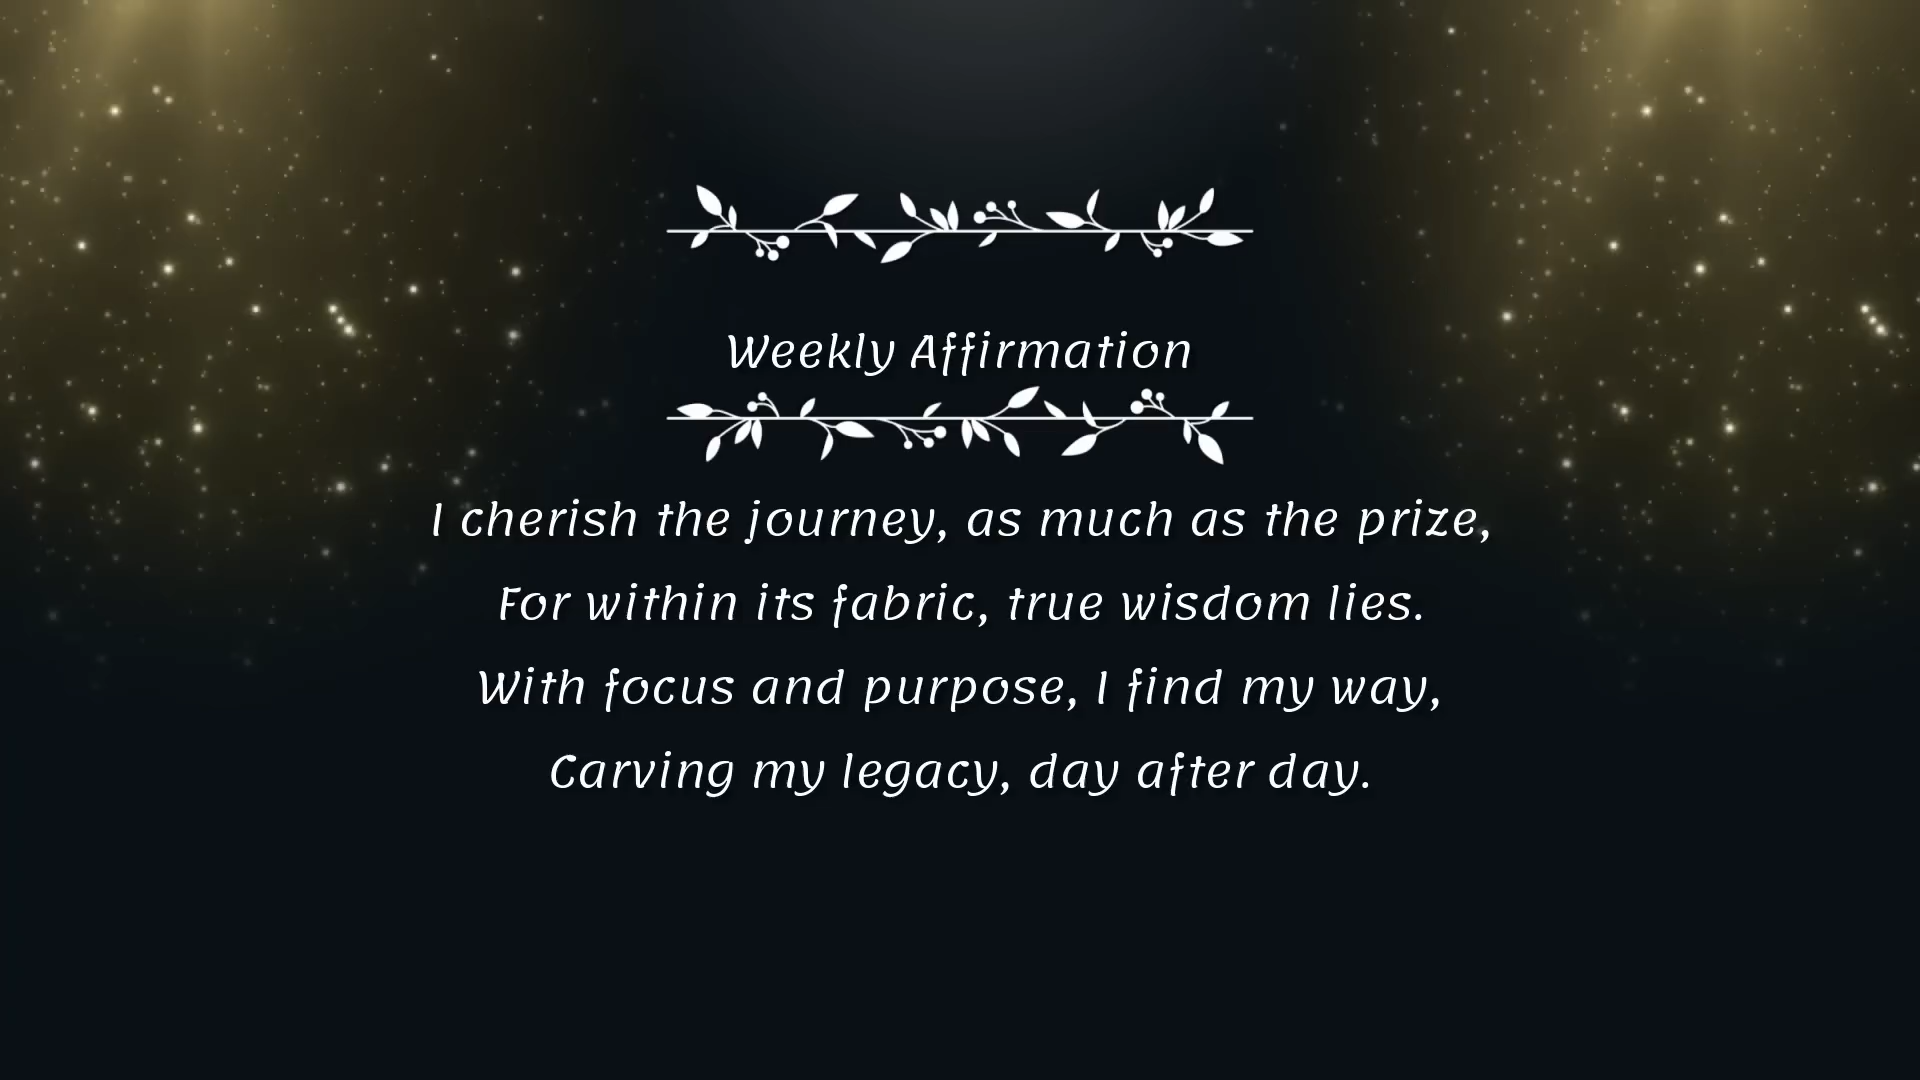 Weekly Affirmation
I cherish the journey, as much as the prize,
For within its fabric, true wisdom lies.
With focus and purpose, I find my way,
Carving my legacy, day after day.